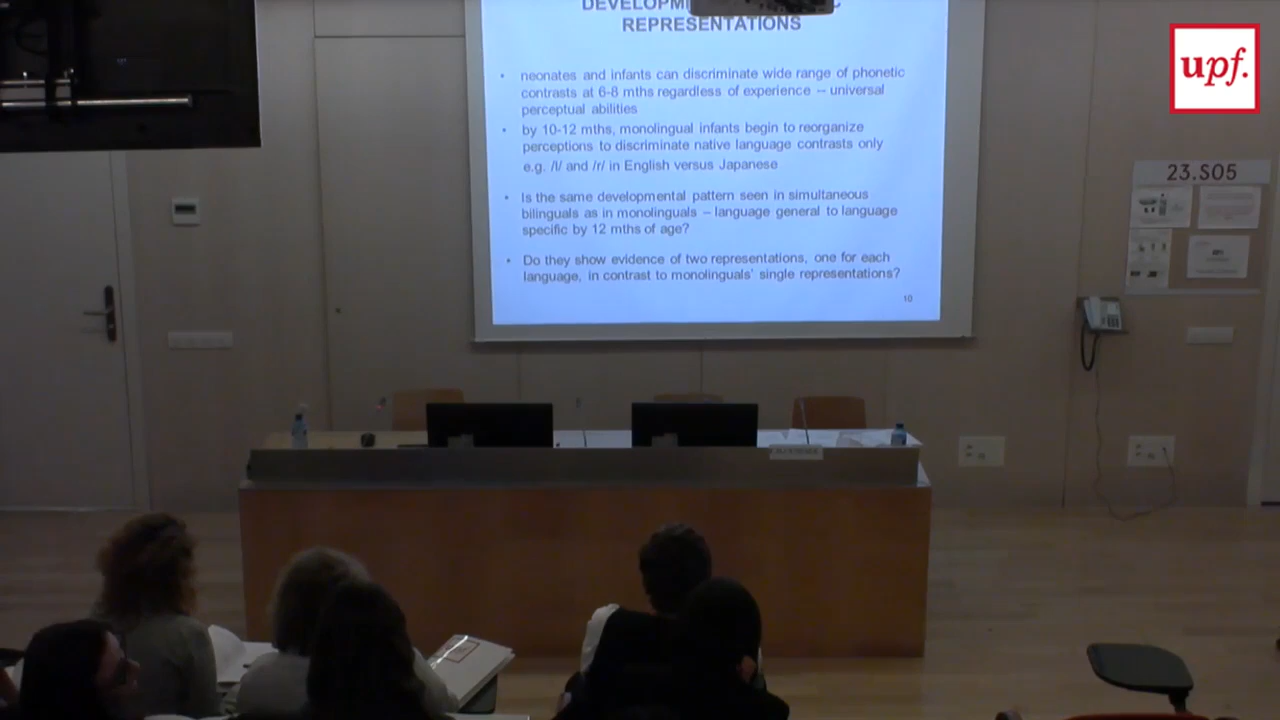 REPRESENTATIONS
• neonates and infants can discriminate wide range of phonetic
contrasts at 6-8 mths regardless of experience – universal
perceptual abilities
• by 10-12 mths, monolingual infants begin to reorganize
perceptions to discriminate native language contrasts only
e.g. /l/ and /r/ in English versus Japanese
• Is the same developmental pattern seen in simultaneous
bilinguals as in monolinguals – language general to language
specific by 12 mths of age?
• Do they show evidence of two representations, one for each
language, in contrast to monolinguals' single representations?
10
upf.
23.S05